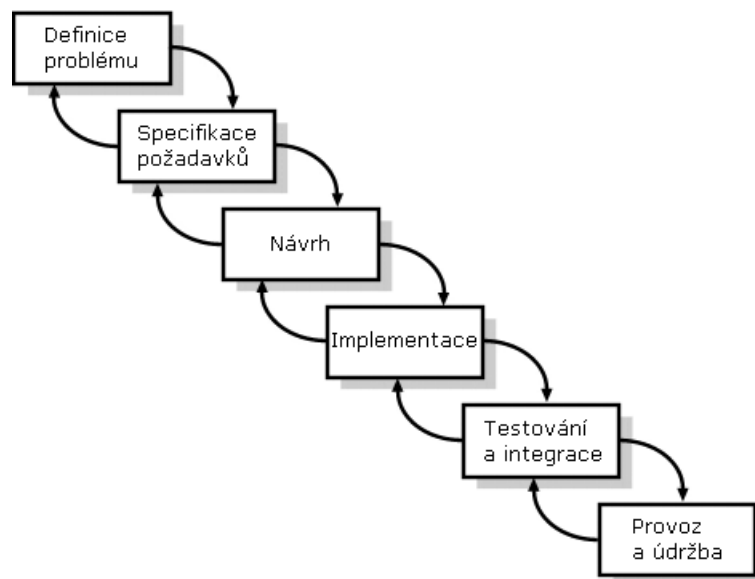 Definice
problému
Specifikace
požadavků
Návrh
Implementace
Testování
a integrace
Provoz
a údržba